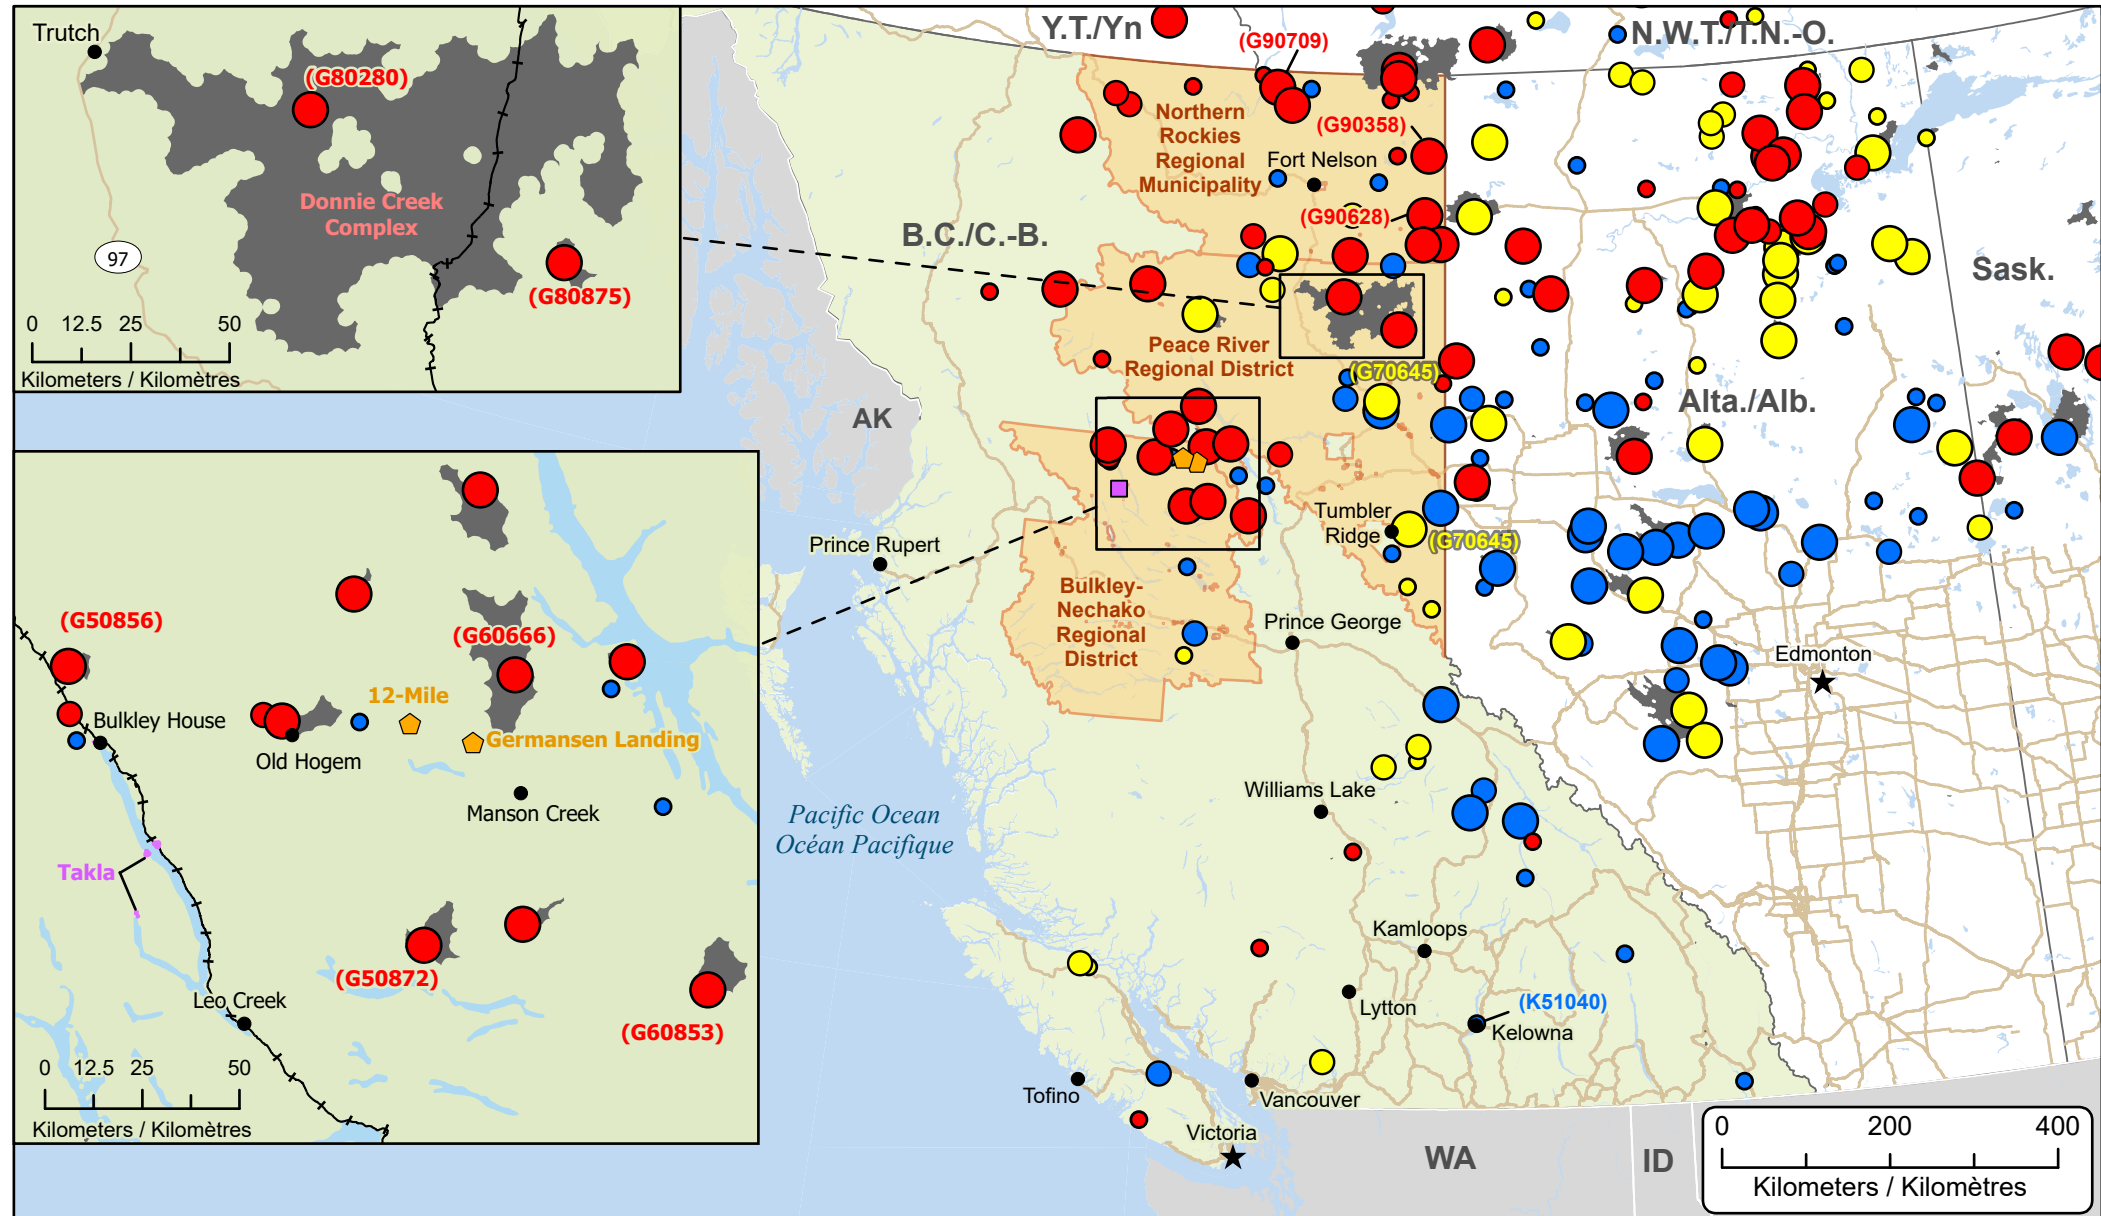 Trutch
(G80280)
Donnie Creek
Complex
97
(G80875)
0 12.5 25 50
Kilometers / Kilomètres
(G50856)
(G60666)
12-Mile
Bulkley House
Germansen Landing
Old Hogem
Manson Creek
Takla
(G50872)
Leo Creek
(G60853)
0 12.5 25 50
Kilometers / Kilomètres
Y.T./Yn
(G90709)
N.W.T./T.N.-O.
Northern
Rockies
Regional
Municipality
(G90358)
Fort Nelson
(G90628)
B.C./C.-B.
Sask.
Peace River
Regional District
(G70645)
AK
Alta./Alb.
Tumbler
Ridge
(G70645)
Prince Rupert
Bulkley-
Nechako
Regional
District
Prince George
Edmonton
Williams Lake
Pacific Ocean
Océan Pacifique
Kamloops
Lytton
(K51040)
Kelowna
Tofino
Vancouver
Victoria
WA
ID
0 200 400
Kilometers / Kilomètres